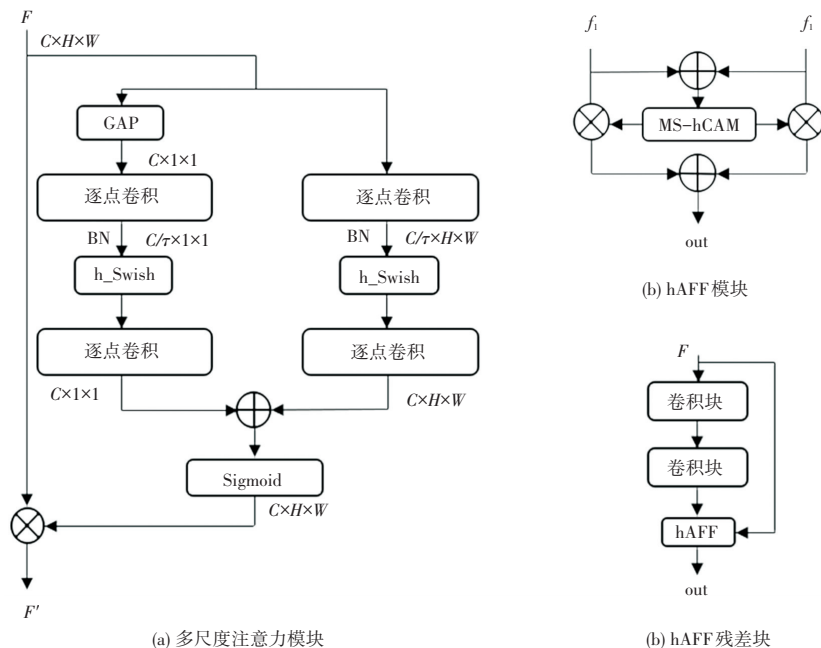 F
C×H×W
GAP
C×1×1
逐点卷积
逐点卷积
BN
C/τ×1×1
BN
C/τ×H×W
h_Swish
h_Swish
逐点卷积
逐点卷积
C×1×1
C×H×W
Sigmoid
C×H×W
F′
(a) 多尺度注意力模块
f₁
f₁
MS-hCAM
out
(b) hAFF模块
F
卷积块
卷积块
hAFF
out
(b) hAFF残差块